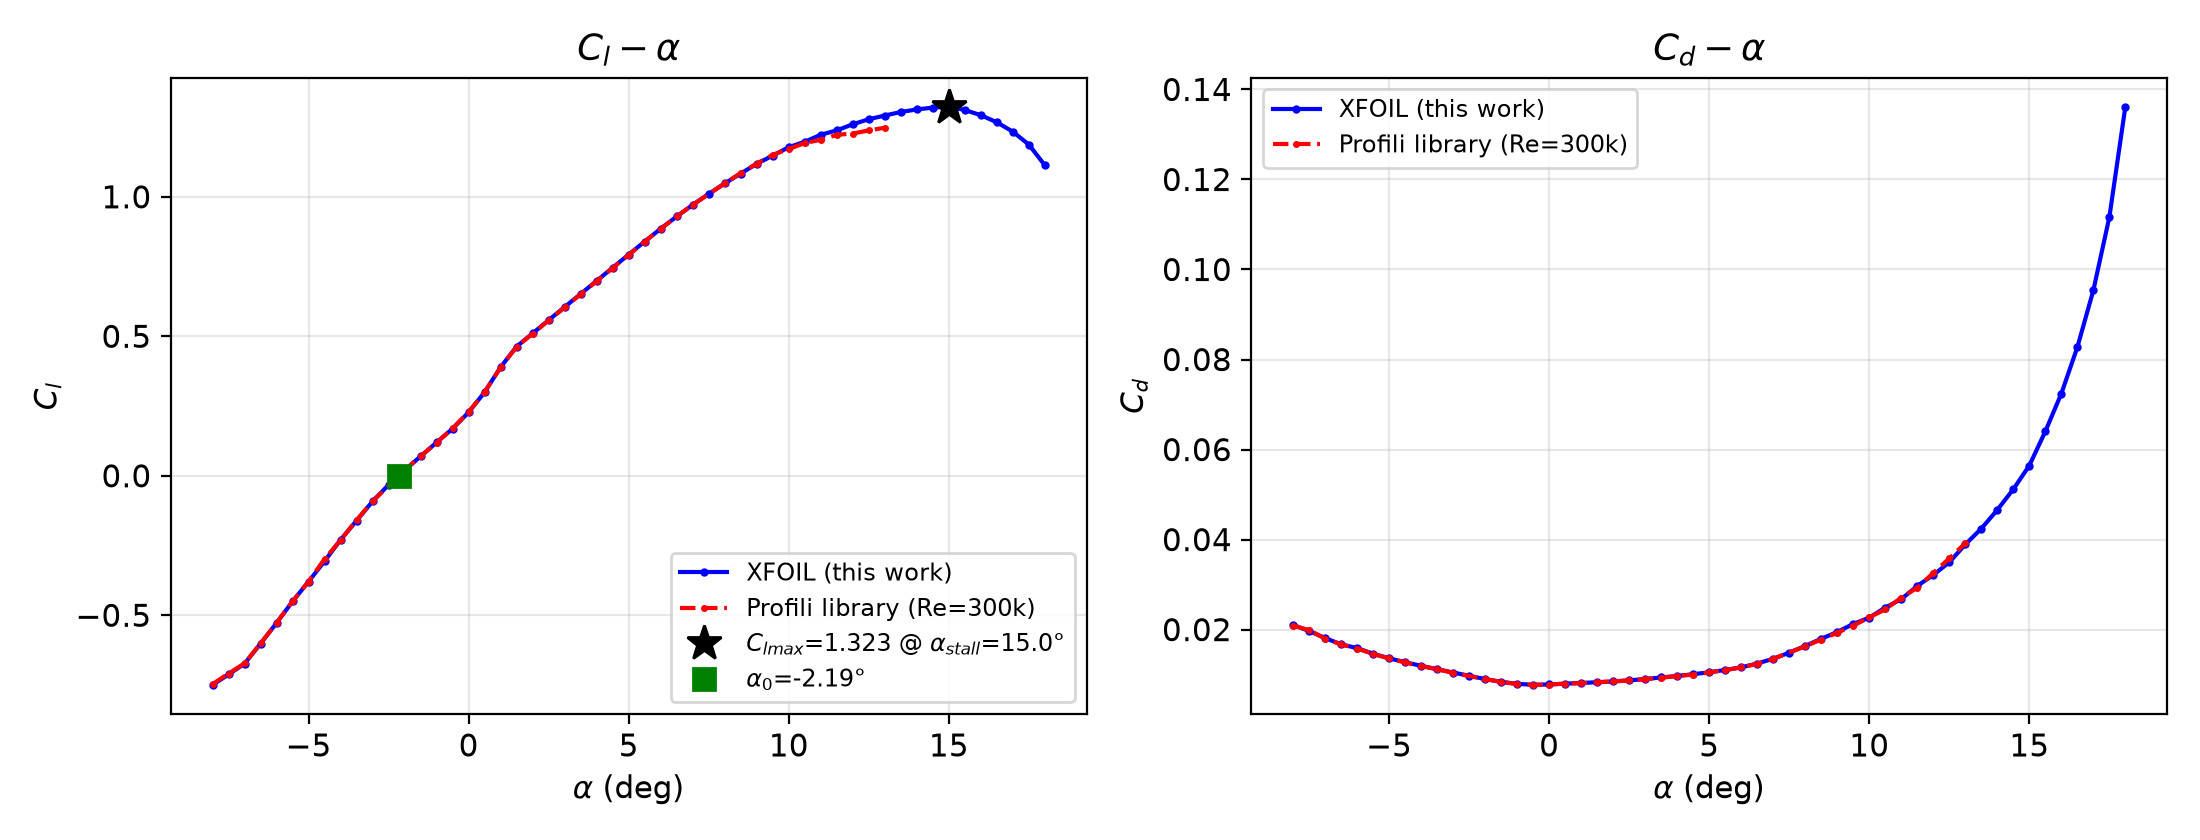 C_l − α
1.0
0.5
0.0
−0.5
C_l
−5 0 5 10 15
α (deg)
XFOIL (this work)
Profili library (Re=300k)
C_lmax=1.323 @ α_stall=15.0°
α_0=-2.19°
C_d − α
0.14
0.12
0.10
0.08
0.06
0.04
0.02
C_d
−5 0 5 10 15
α (deg)
XFOIL (this work)
Profili library (Re=300k)